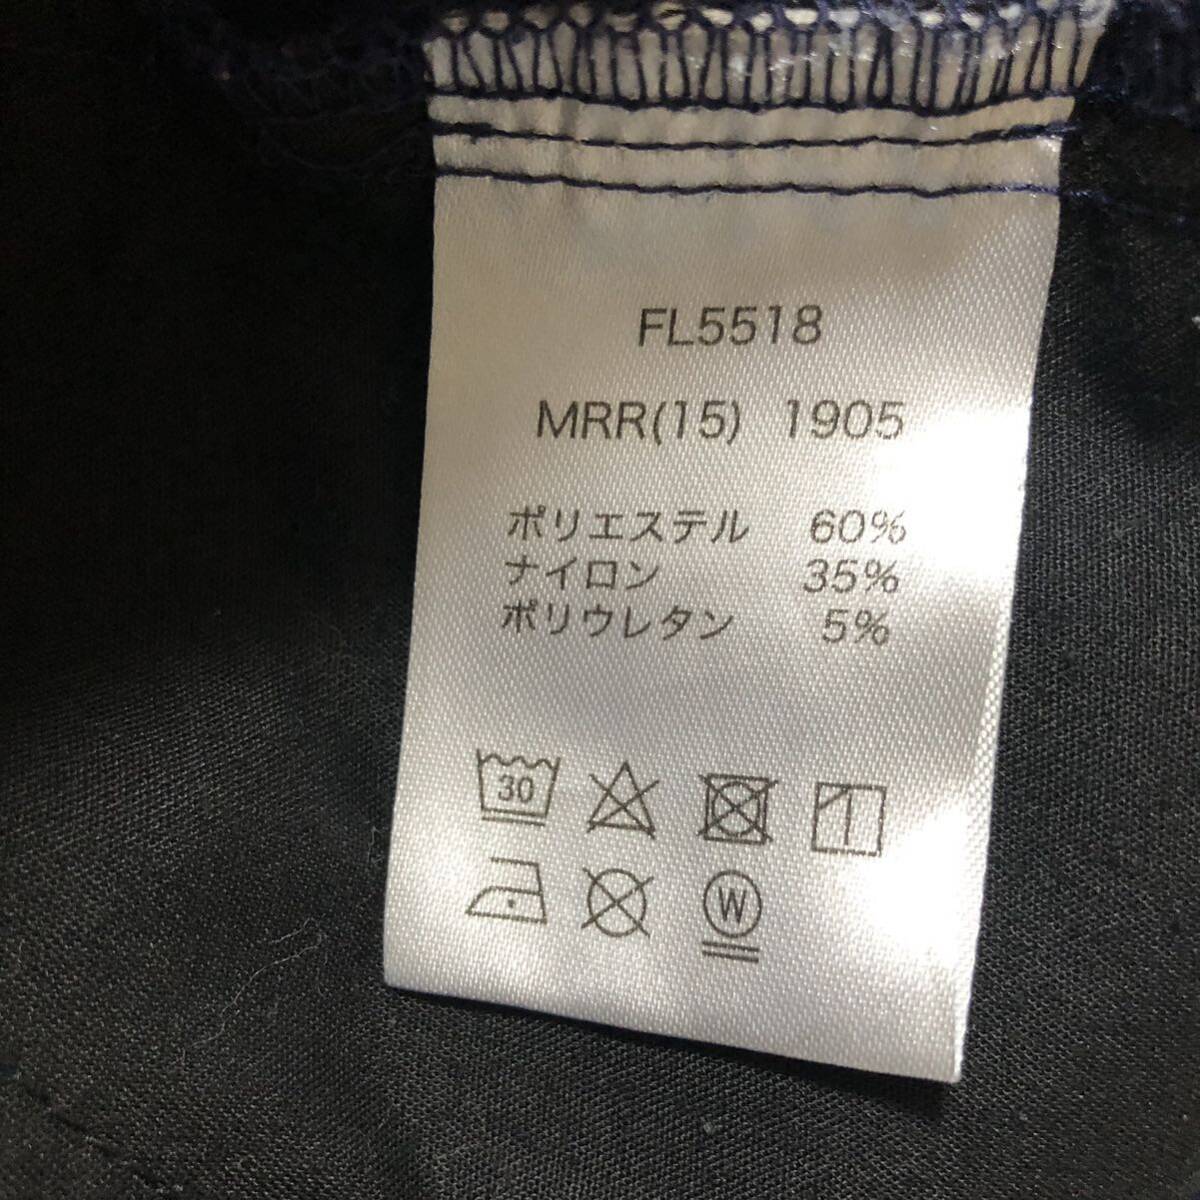 FL5518
MRR(15) 1905
ポリエステル 60%
ナイロン 35%
ポリウレタン 5%
30
W